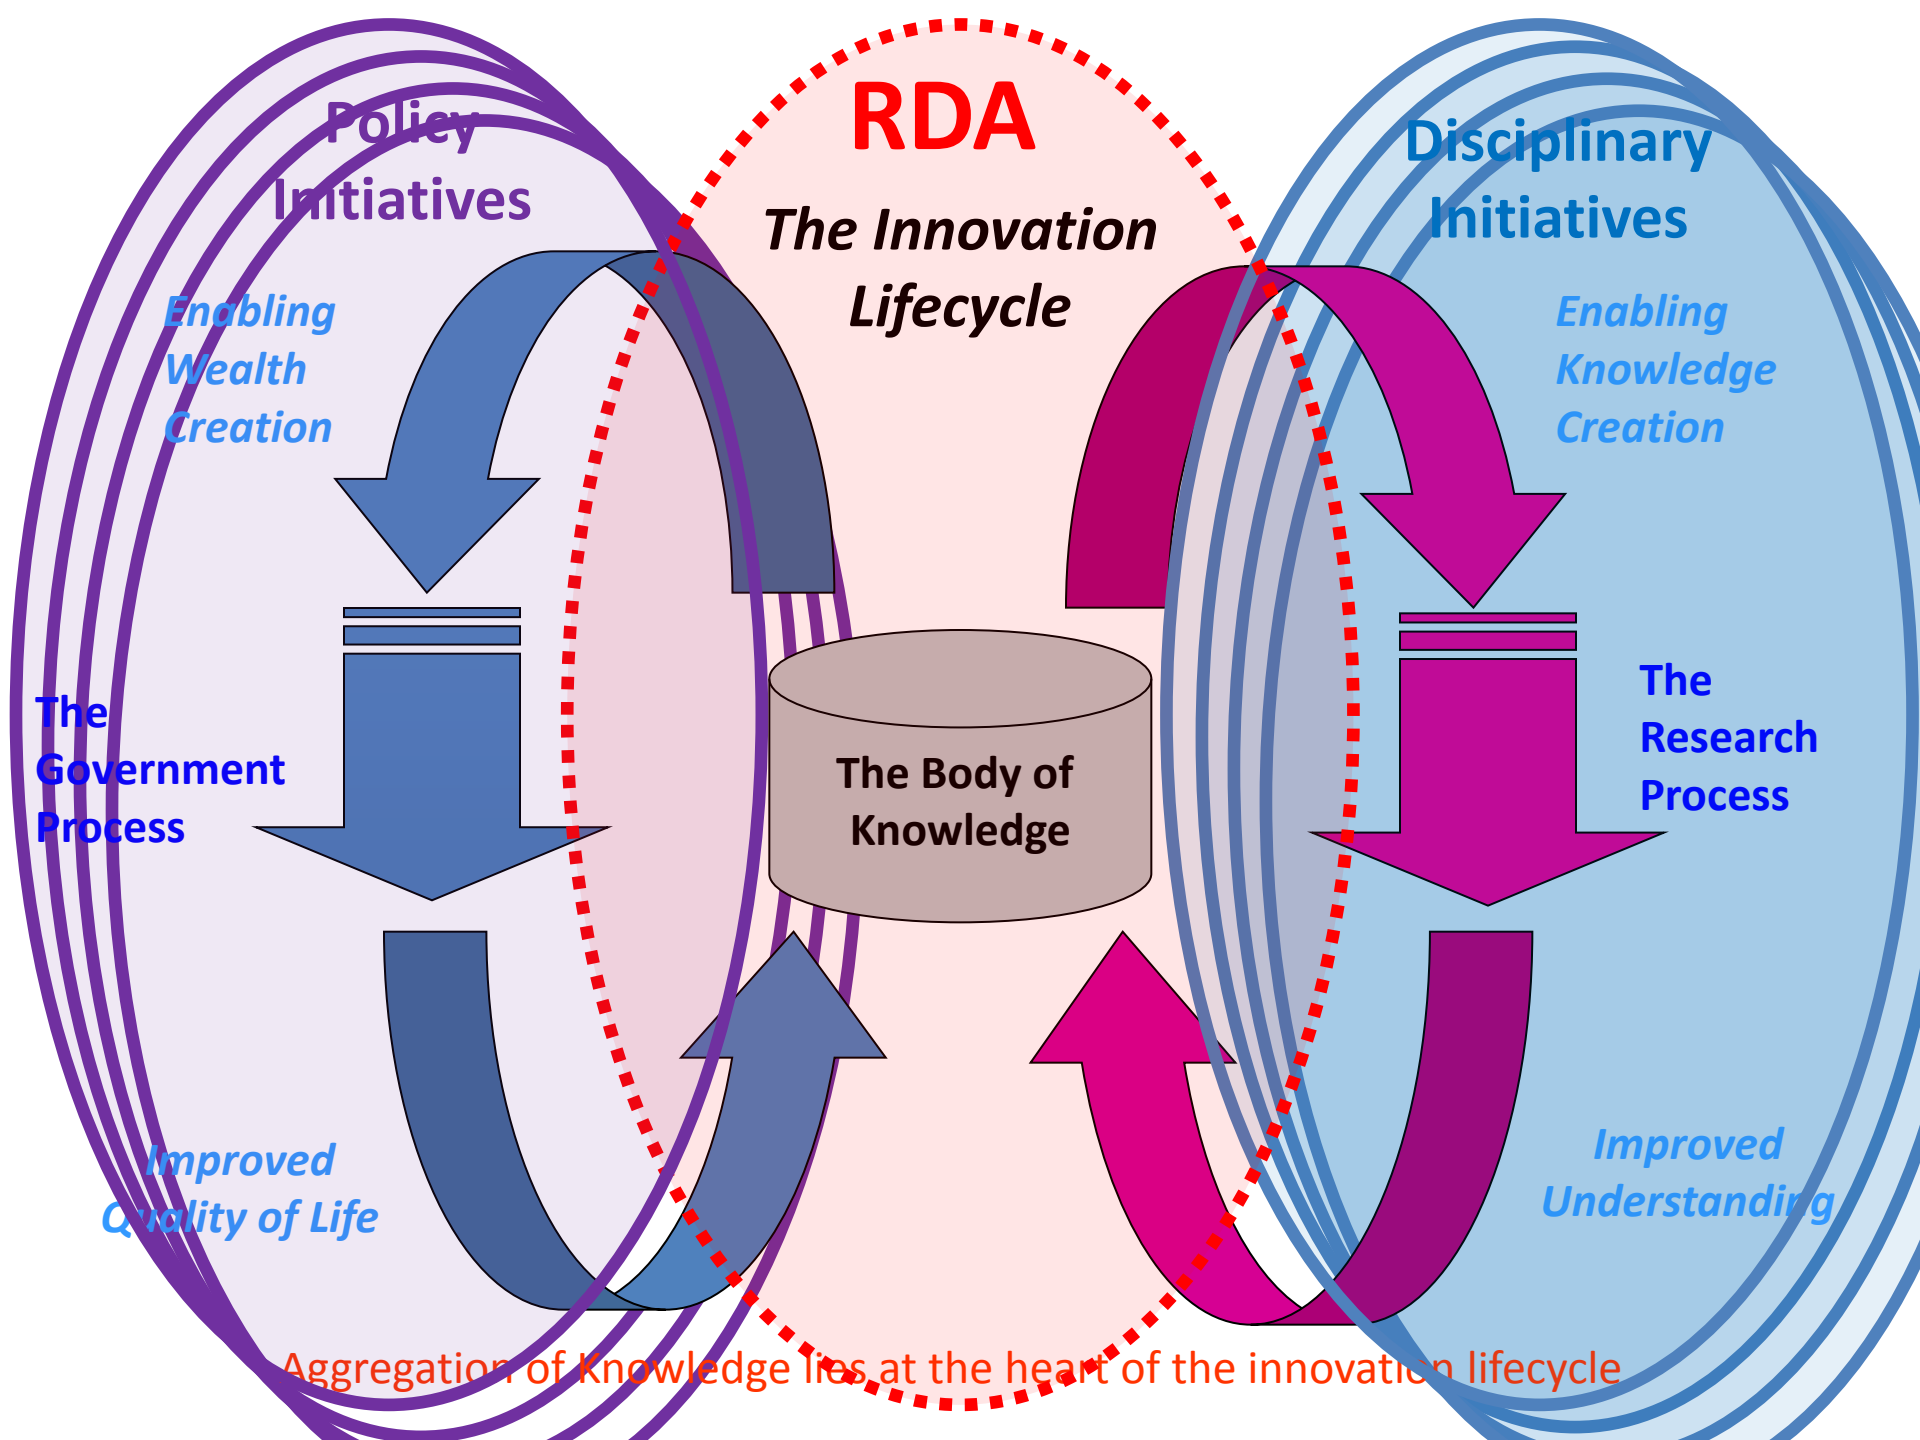 RDA
The Innovation
Lifecycle
Policy
Initiatives
Enabling
Wealth
Creation
The
Government
Process
Improved
Quality of Life
The Body of
Knowledge
Disciplinary
Initiatives
Enabling
Knowledge
Creation
The
Research
Process
Improved
Understanding
Aggregation of Knowledge lies at the heart of the innovation lifecycle